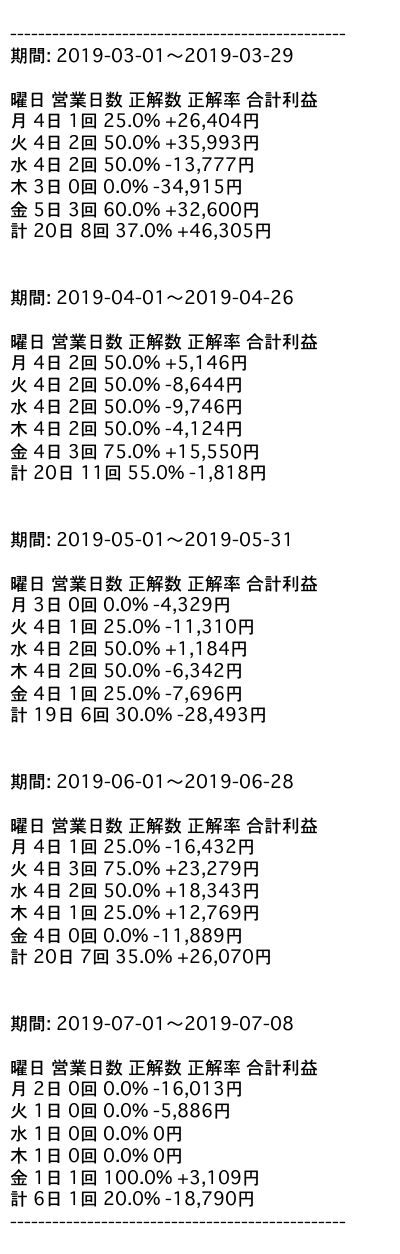 ------------------------------------------------
期間: 2019-03-01～2019-03-29
曜日 営業日数 正解数 正解率 合計利益
月 4日 1回 25.0% +26,404円
火 4日 2回 50.0% +35,993円
水 4日 2回 50.0% -13,777円
木 3日 0回 0.0% -34,915円
金 5日 3回 60.0% +32,600円
計 20日 8回 37.0% +46,305円
期間: 2019-04-01～2019-04-26
曜日 営業日数 正解数 正解率 合計利益
月 4日 2回 50.0% +5,146円
火 4日 2回 50.0% -8,644円
水 4日 2回 50.0% -9,746円
木 4日 2回 50.0% -4,124円
金 4日 3回 75.0% +15,550円
計 20日 11回 55.0% -1,818円
期間: 2019-05-01～2019-05-31
曜日 営業日数 正解数 正解率 合計利益
月 3日 0回 0.0% -4,329円
火 4日 1回 25.0% -11,310円
水 4日 2回 50.0% +1,184円
木 4日 2回 50.0% -6,342円
金 4日 1回 25.0% -7,696円
計 19日 6回 30.0% -28,493円
期間: 2019-06-01～2019-06-28
曜日 営業日数 正解数 正解率 合計利益
月 4日 1回 25.0% -16,432円
火 4日 3回 75.0% +23,279円
水 4日 2回 50.0% +18,343円
木 4日 1回 25.0% +12,769円
金 4日 0回 0.0% -11,889円
計 20日 7回 35.0% +26,070円
期間: 2019-07-01～2019-07-08
曜日 営業日数 正解数 正解率 合計利益
月 2日 0回 0.0% -16,013円
火 1日 0回 0.0% -5,886円
水 1日 0回 0.0% 0円
木 1日 0回 0.0% 0円
金 1日 1回 100.0% +3,109円
計 6日 1回 20.0% -18,790円
------------------------------------------------